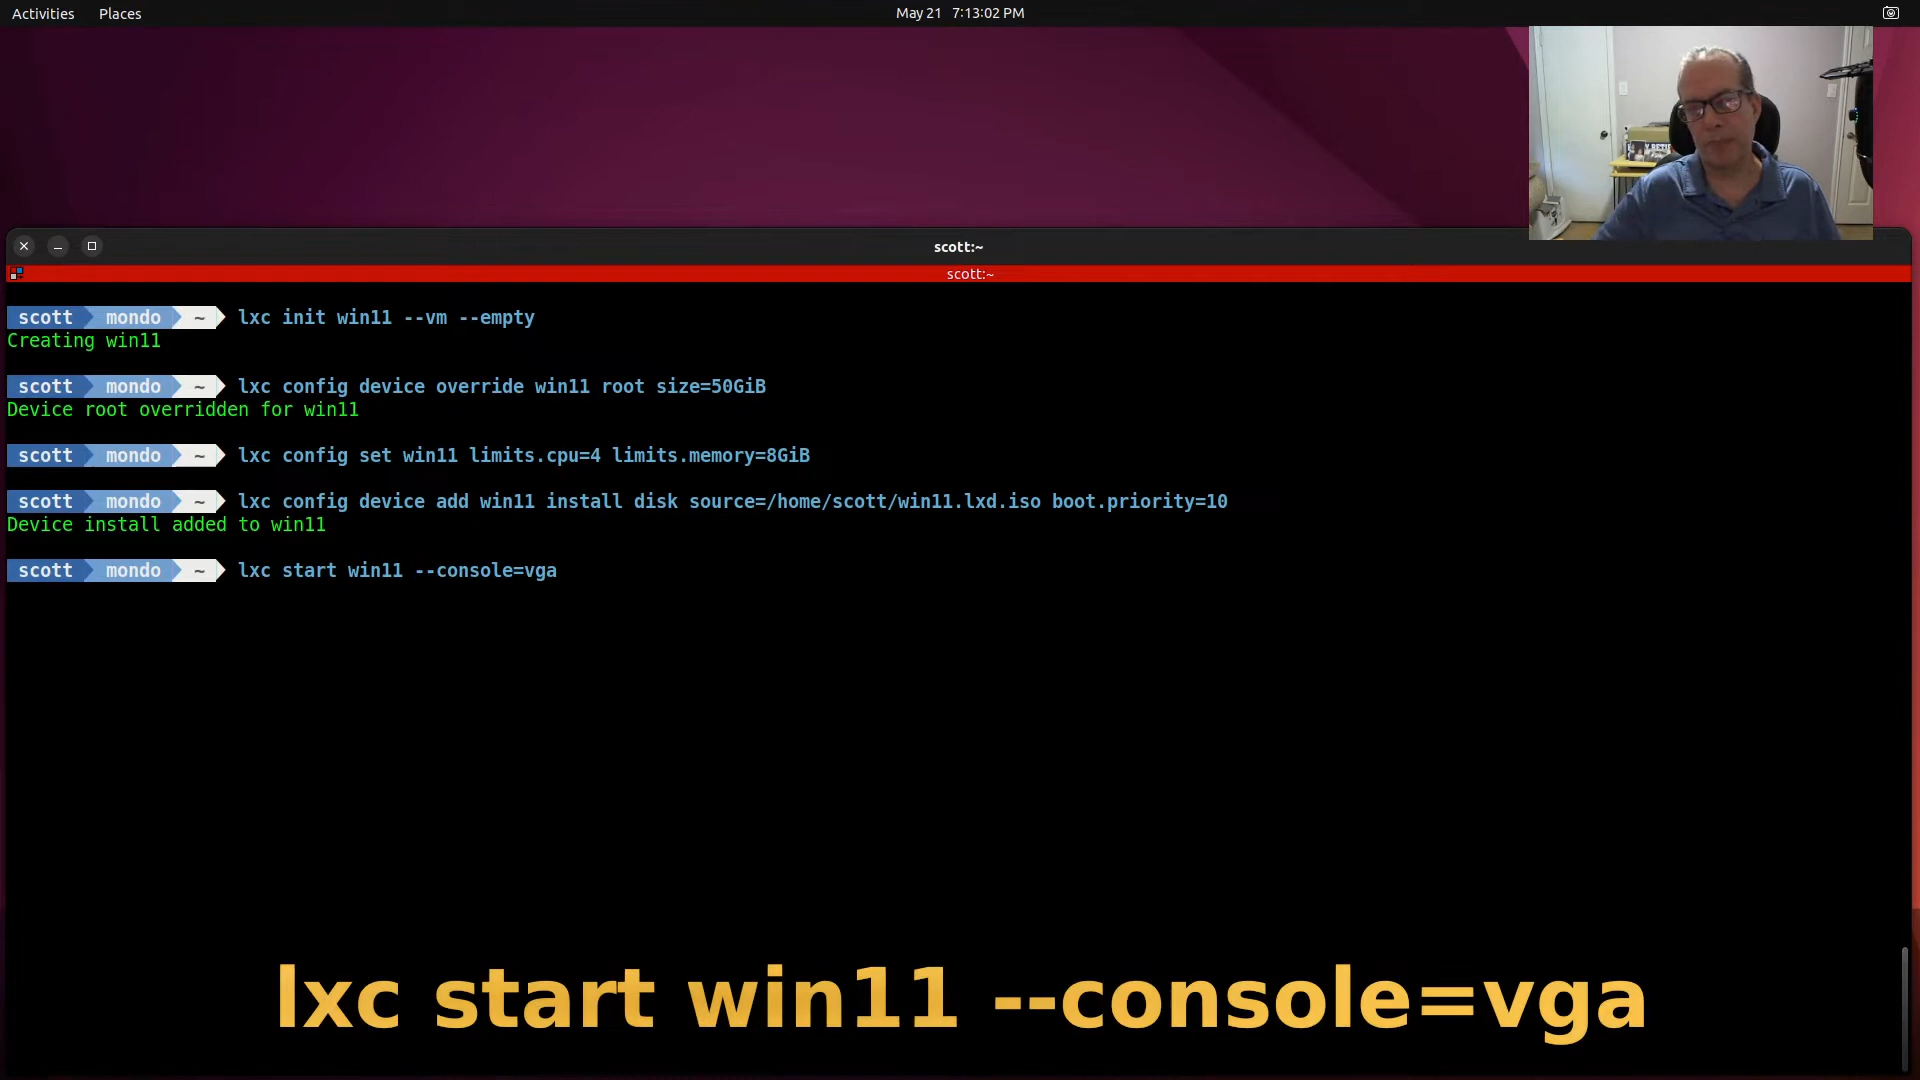 Activities Places May 21 7:13:02 PM
scott:~
scott:~
scott mondo ~ lxc init win11 --vm --empty
Creating win11
scott mondo ~ lxc config device override win11 root size=50GiB
Device root overridden for win11
scott mondo ~ lxc config set win11 limits.cpu=4 limits.memory=8GiB
scott mondo ~ lxc config device add win11 install disk source=/home/scott/win11.lxd.iso boot.priority=10
Device install added to win11
scott mondo ~ lxc start win11 --console=vga
lxc start win11 --console=vga